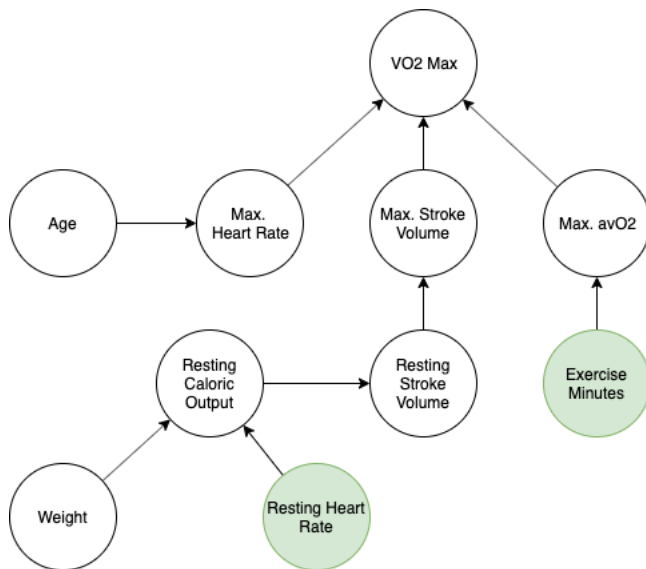 VO2 Max
Age
Max.
Heart Rate
Max. Stroke
Volume
Max. avO2
Resting
Caloric
Output
Resting
Stroke
Volume
Exercise
Minutes
Weight
Resting Heart
Rate